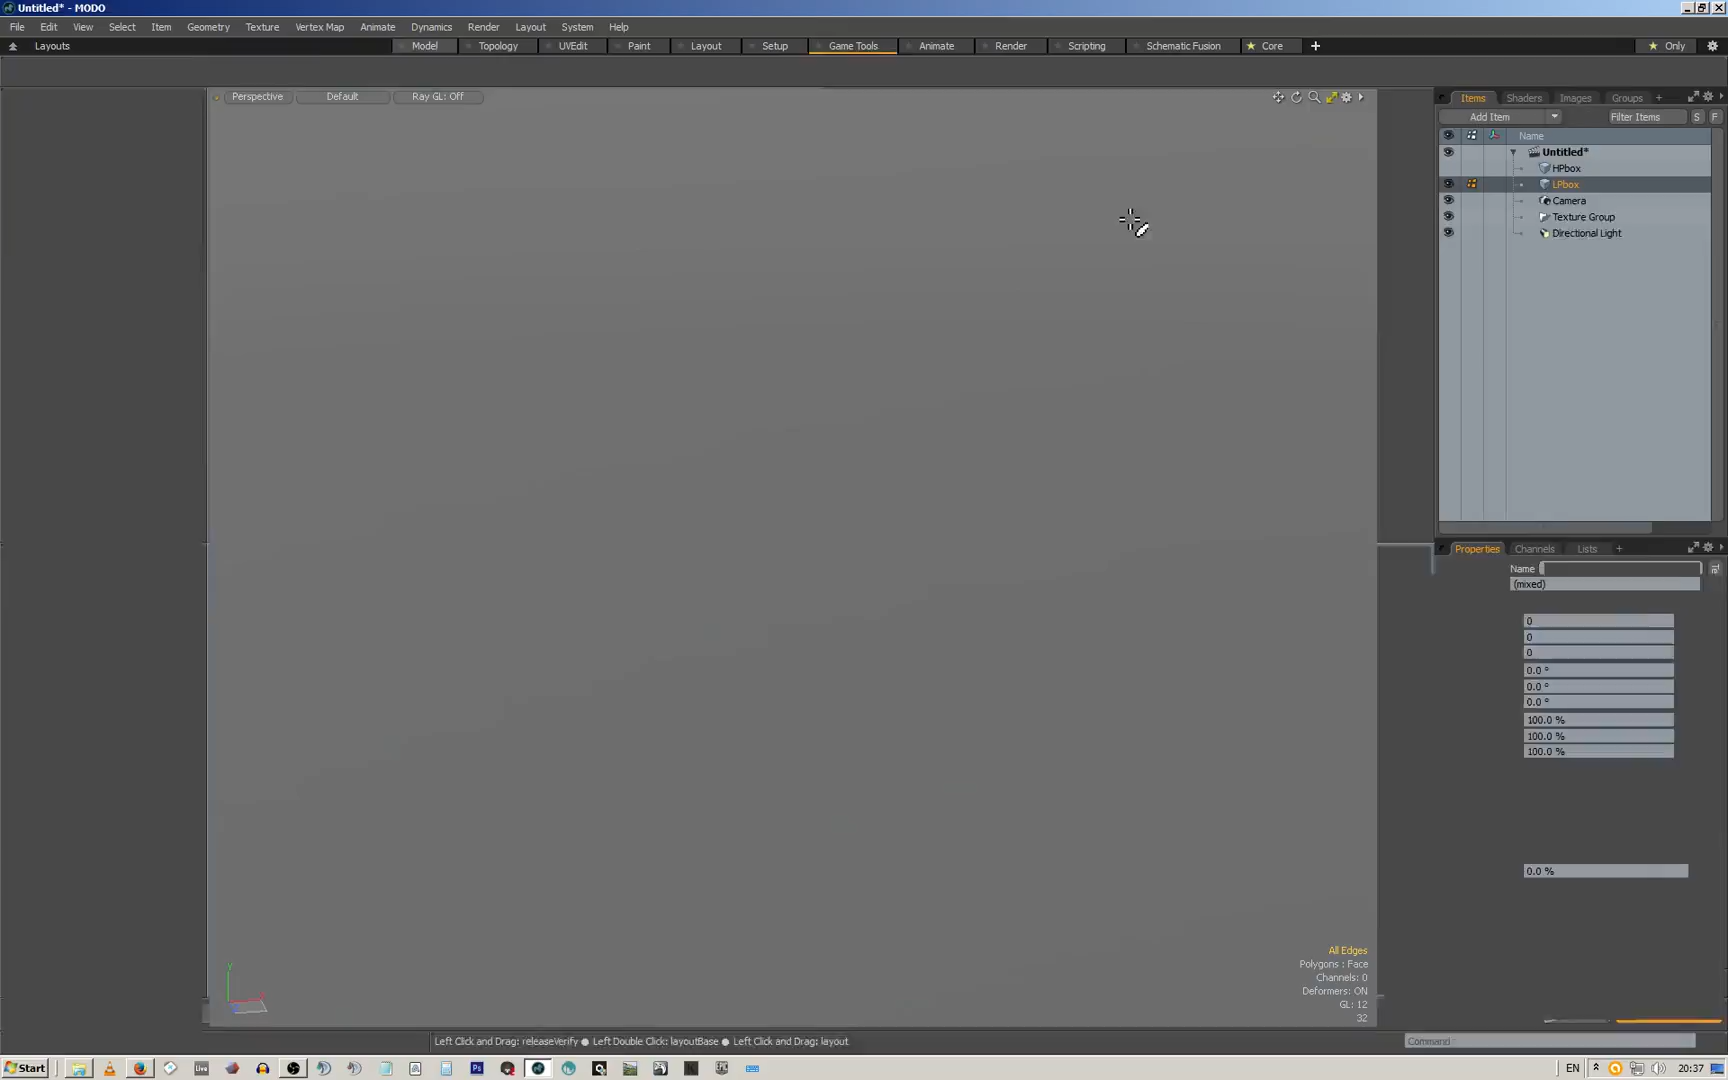 Untitled* - MODO
File Edit View Select Item Geometry Texture Vertex Map Animate Dynamics Render Layout System Help
Layouts Model Topology UVEdit Paint Layout Setup Game Tools Animate Render Scripting Schematic Fusion Core + Only
Perspective Default Ray GL: Off
Items Shaders Images Groups +
Add Item Filter Items S F
Name
Untitled*
HPbox
LPbox
Camera
Texture Group
Directional Light
Properties Channels Lists +
Name
(mixed)
0
0
0
0.0 °
0.0 °
0.0 °
100.0 %
100.0 %
100.0 %
0.0 %
All Edges
Polygons : Face
Channels: 0
Deformers: ON
GL: 12
32
Y
Left Click and Drag: releaseVerify ● Left Double Click: layoutBase ● Left Click and Drag: layout
Command
Start Live Ps EN 20:37